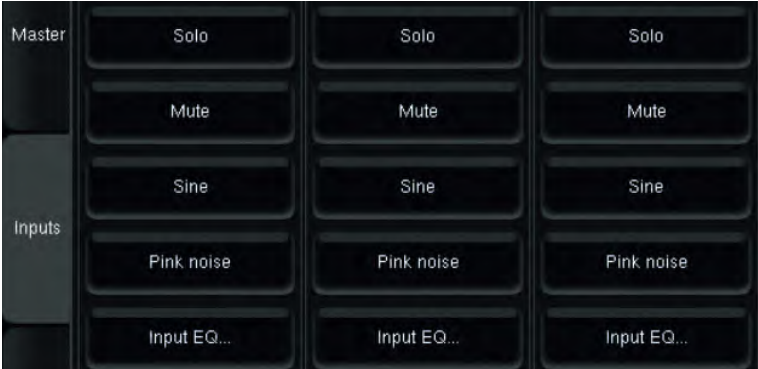 Master Solo Solo Solo
Mute Mute Mute
Sine Sine Sine
Inputs
Pink noise Pink noise Pink noise
Input EQ... Input EQ... Input EQ...